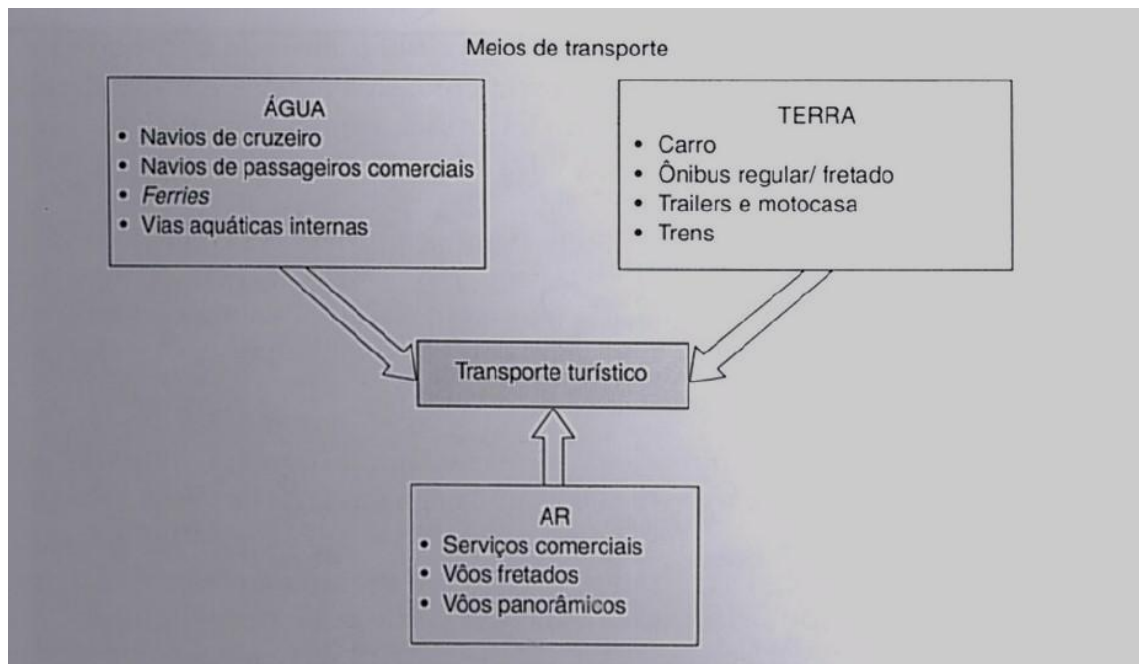 Meios de transporte
ÁGUA
• Navios de cruzeiro
• Navios de passageiros comerciais
• Ferries
• Vias aquáticas internas
TERRA
• Carro
• Ônibus regular/ fretado
• Trailers e motocasa
• Trens
Transporte turístico
AR
• Serviços comerciais
• Vôos fretados
• Vôos panorâmicos